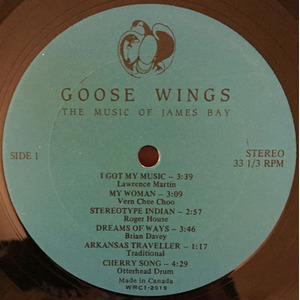 GOOSE WINGS
THE MUSIC OF JAMES BAY
SIDE 1
STEREO
33 1/3 RPM
I GOT MY MUSIC – 3:39
Lawrence Martin
MY WOMAN – 3:09
Vern Chee Choo
STEREOTYPE INDIAN – 2:57
Roger House
DREAMS OF WAYS – 3:46
Brian Davey
ARKANSAS TRAVELLER – 1:17
Traditional
CHERRY SONG – 4:29
Otterhead Drum
Made in Canada
WRC1-2519